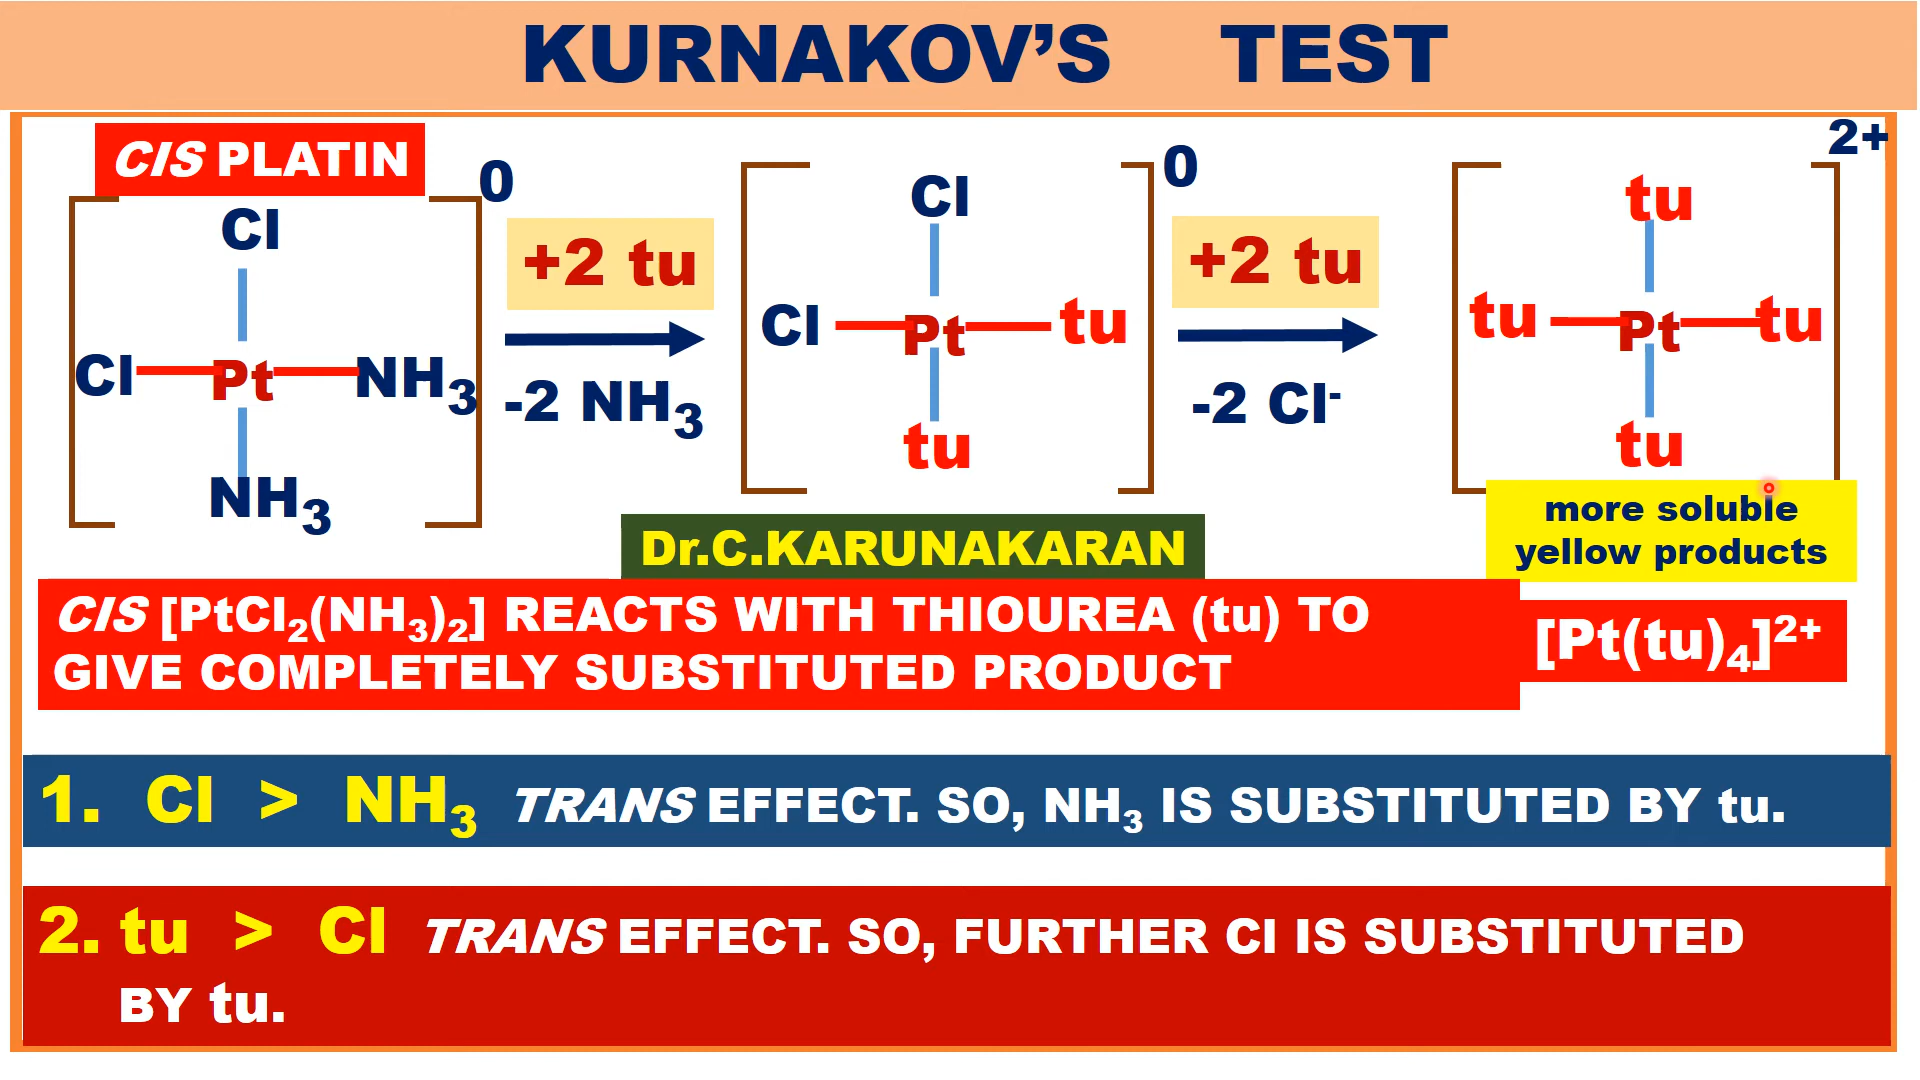 KURNAKOV’S TEST
CIS PLATIN
0
Cl
Cl
Pt
NH₃
NH₃
+2 tu
-2 NH₃
0
Cl
Cl
Pt
tu
tu
+2 tu
-2 Cl⁻
2+
tu
tu
Pt
tu
tu
more soluble
yellow products
Dr.C.KARUNAKARAN
CIS [PtCl₂(NH₃)₂] REACTS WITH THIOUREA (tu) TO
GIVE COMPLETELY SUBSTITUTED PRODUCT
[Pt(tu)₄]²⁺
1. Cl > NH₃ TRANS EFFECT. SO, NH₃ IS SUBSTITUTED BY tu.
2. tu > Cl TRANS EFFECT. SO, FURTHER Cl IS SUBSTITUTED
BY tu.